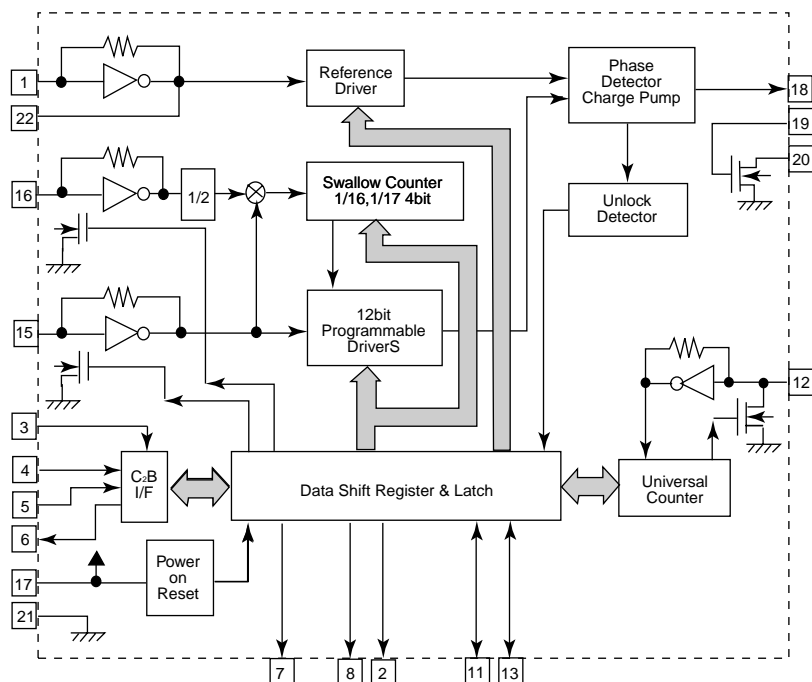 1
Reference
Driver
Phase
Detector
Charge Pump
18
22
19
20
16
1/2
Swallow Counter
1/16,1/17 4bit
Unlock
Detector
15
12bit
Programmable
DriverS
12
3
4
C₂B
I/F
5
6
Data Shift Register & Latch
Universal
Counter
17
Power
on
Reset
21
7
8
2
11
13